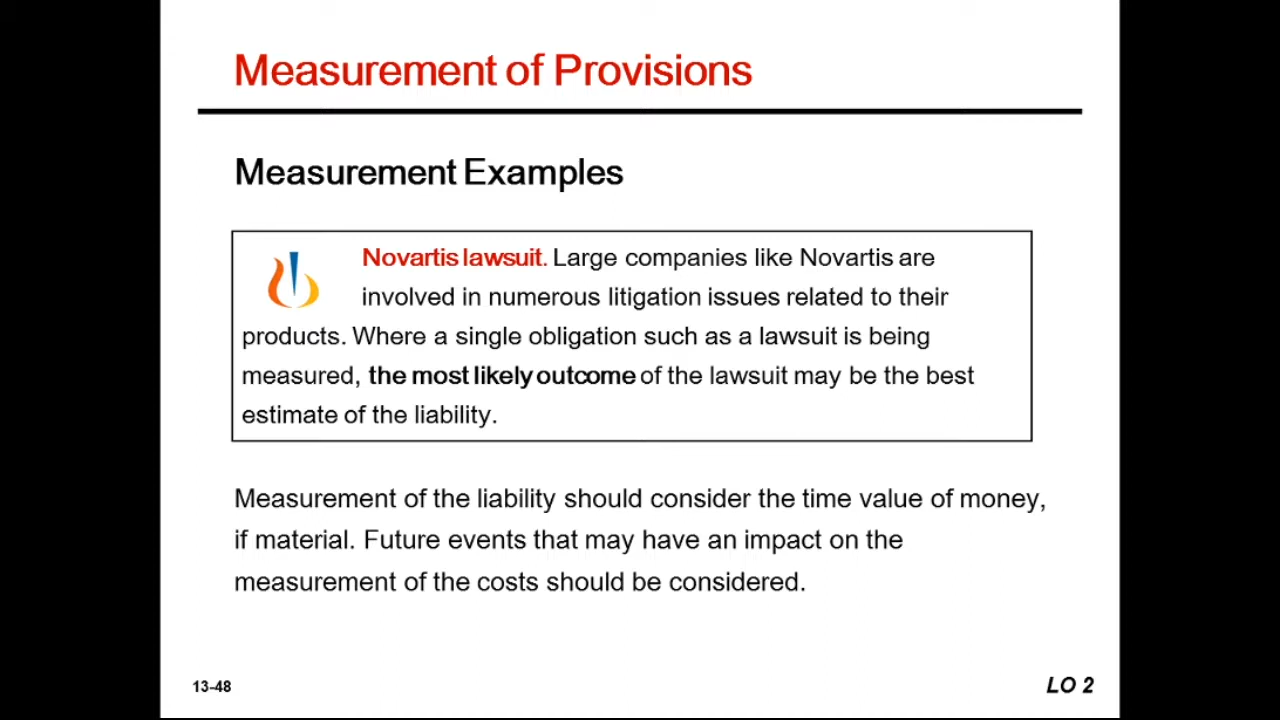 Measurement of Provisions
Measurement Examples
Novartis lawsuit. Large companies like Novartis are
involved in numerous litigation issues related to their
products. Where a single obligation such as a lawsuit is being
measured, the most likely outcome of the lawsuit may be the best
estimate of the liability.
Measurement of the liability should consider the time value of money,
if material. Future events that may have an impact on the
measurement of the costs should be considered.
13-48
LO 2